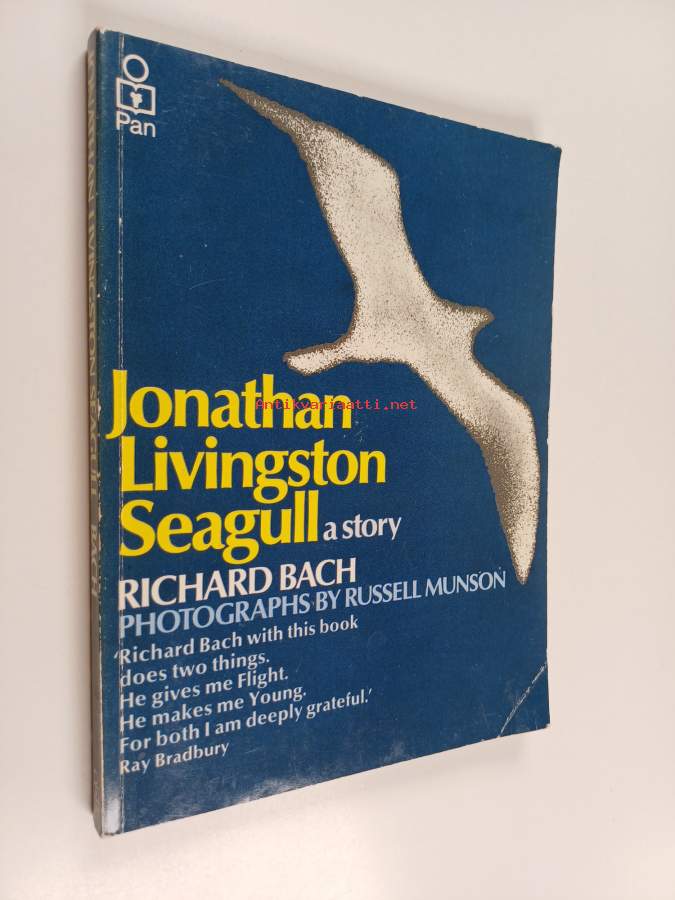 Pan
JONATHAN LIVINGSTON SEAGULL BACH
Jonathan
Antikvariaatti.net
Livingston
Seagull a story
RICHARD BACH
PHOTOGRAPHS BY RUSSELL MUNSON
'Richard Bach with this book
does two things.
He gives me Flight.
He makes me Young.
For both I am deeply grateful.'
Ray Bradbury